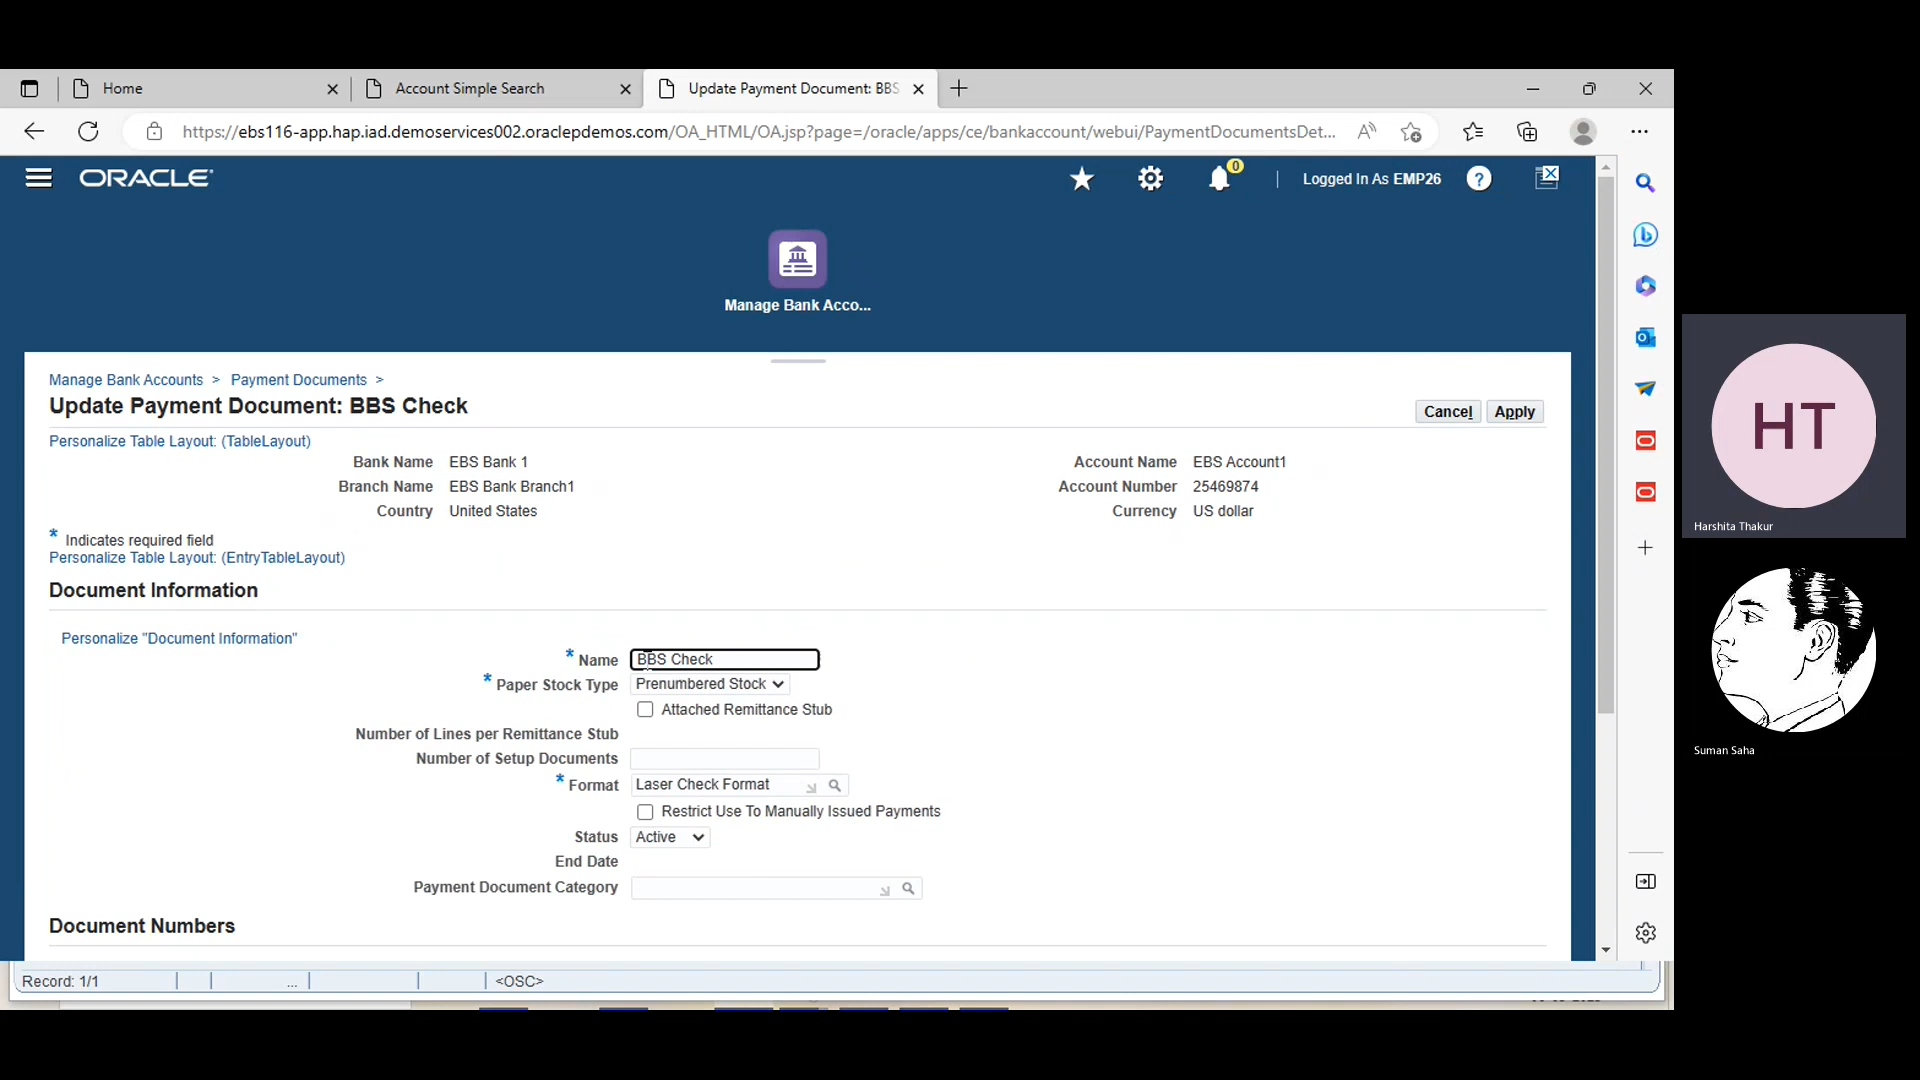 Home
Account Simple Search
Update Payment Document: BBS
https://ebs116-app.hap.iad.demoservices002.oraclepdemos.com/OA_HTML/OA.jsp?page=/oracle/apps/ce/bankaccount/webui/PaymentDocumentsDet...
ORACLE
0
Logged In As EMP26
Manage Bank Acco...
Manage Bank Accounts > Payment Documents >
Update Payment Document: BBS Check
Cancel Apply
Personalize Table Layout: (TableLayout)
Bank Name EBS Bank 1
Account Name EBS Account1
Branch Name EBS Bank Branch1
Account Number 25469874
Country United States
Currency US dollar
* Indicates required field
Personalize Table Layout: (EntryTableLayout)
Document Information
Personalize "Document Information"
* Name BBS Check
* Paper Stock Type Prenumbered Stock
Attached Remittance Stub
Number of Lines per Remittance Stub
Number of Setup Documents
* Format Laser Check Format
Restrict Use To Manually Issued Payments
Status Active
End Date
Payment Document Category
Document Numbers
Record: 1/1 ... <OSC>
HT
Harshita Thakur
Suman Saha